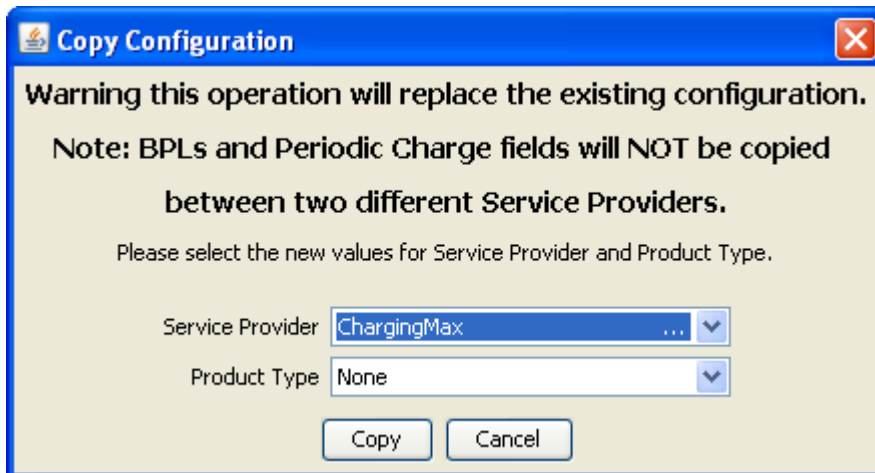 Copy Configuration
Warning this operation will replace the existing configuration.
Note: BPLs and Periodic Charge fields will NOT be copied
between two different Service Providers.
Please select the new values for Service Provider and Product Type.
Service Provider ChargingMax ...
Product Type None
Copy Cancel